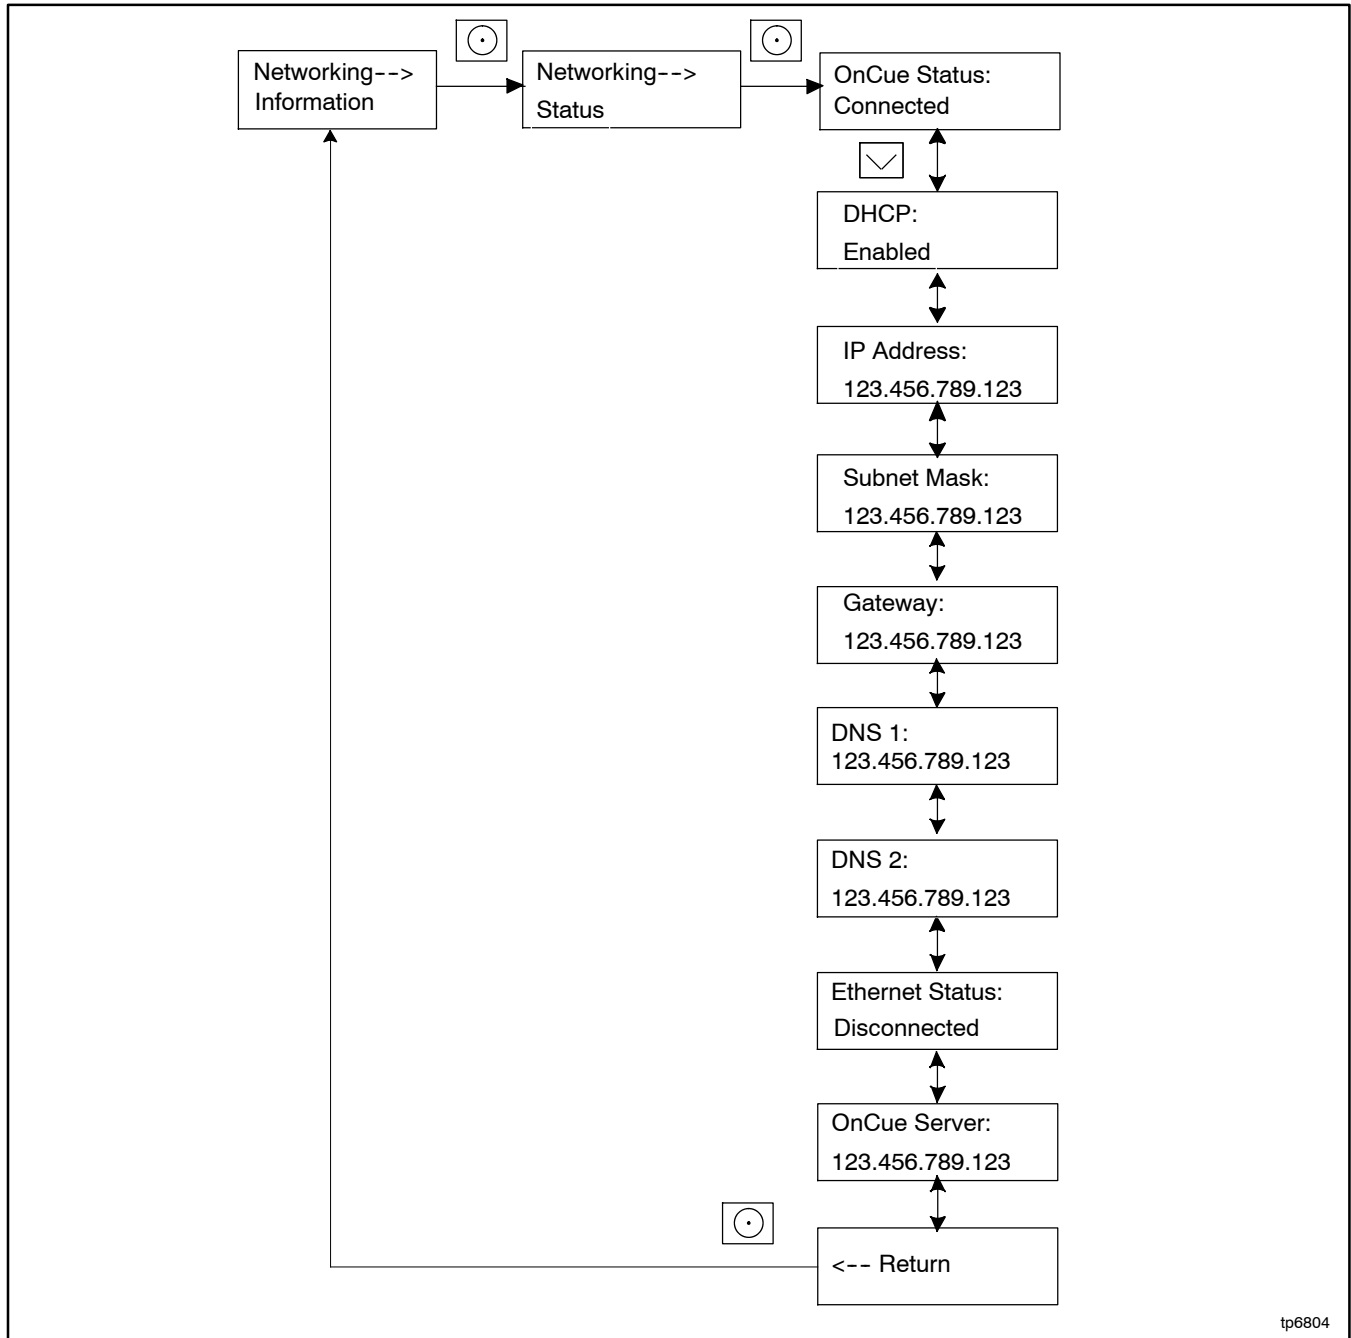 Networking-->
Information
Networking-->
Status
OnCue Status:
Connected
DHCP:
Enabled
IP Address:
123.456.789.123
Subnet Mask:
123.456.789.123
Gateway:
123.456.789.123
DNS 1:
123.456.789.123
DNS 2:
123.456.789.123
Ethernet Status:
Disconnected
OnCue Server:
123.456.789.123
<-- Return
tp6804